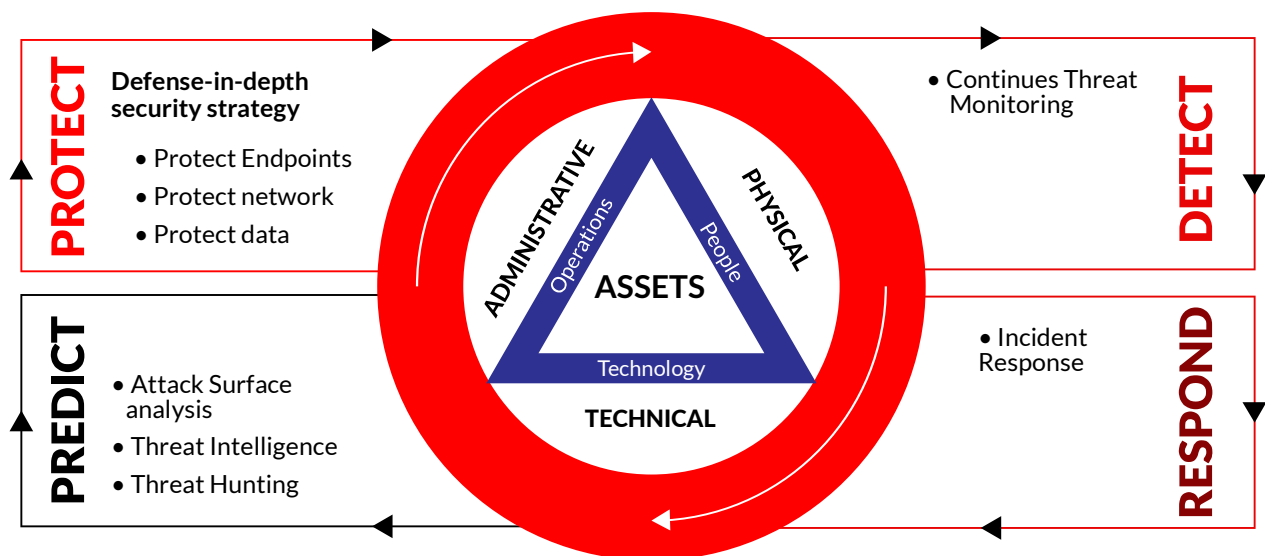 PROTECT
Defense-in-depth
security strategy
• Protect Endpoints
• Protect network
• Protect data
ADMINISTRATIVE
PHYSICAL
Operations
People
ASSETS
Technology
TECHNICAL
• Continues Threat
Monitoring
DETECT
PREDICT
• Attack Surface
analysis
• Threat Intelligence
• Threat Hunting
• Incident
Response
RESPOND